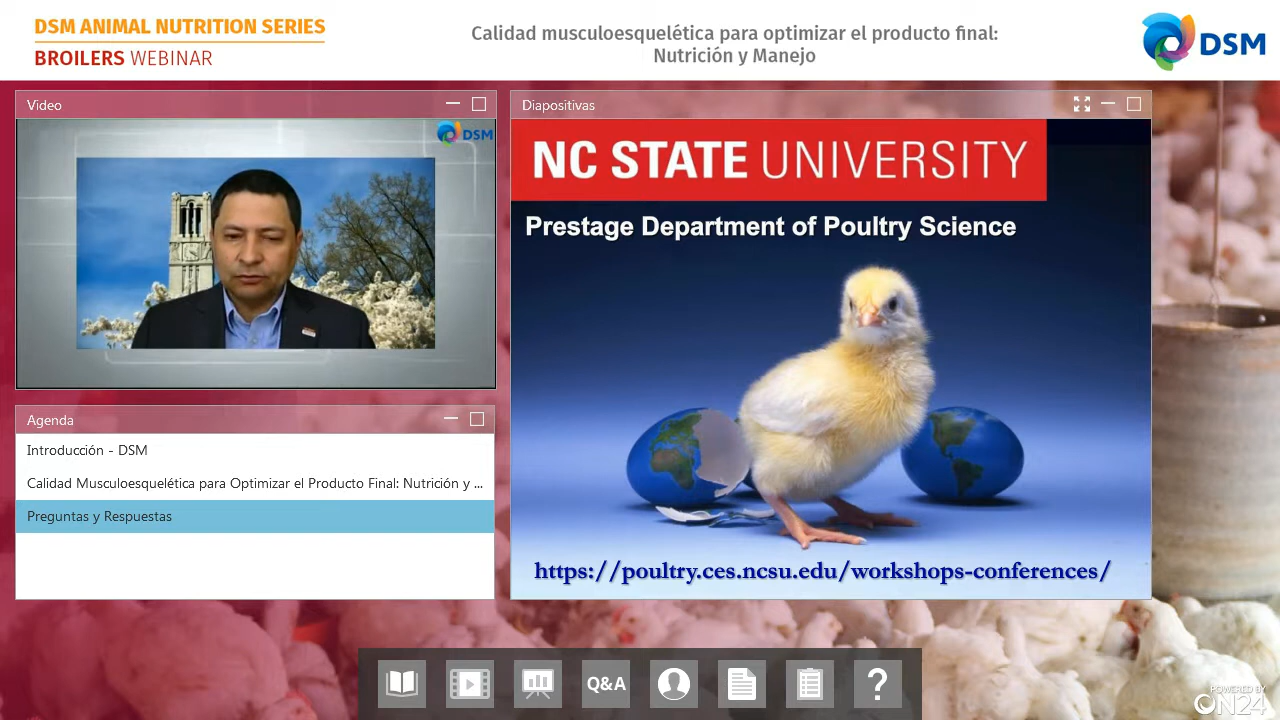 DSM ANIMAL NUTRITION SERIES
BROILERS WEBINAR
Calidad musculoesquelética para optimizar el producto final:
Nutrición y Manejo
DSM
Video
DSM
Agenda
Introducción - DSM
Calidad Musculoesquelética para Optimizar el Producto Final: Nutrición y ...
Preguntas y Respuestas
Diapositivas
NC STATE UNIVERSITY
Prestage Department of Poultry Science
https://poultry.ces.ncsu.edu/workshops-conferences/
Q&A
?
POWERED BY
ON24